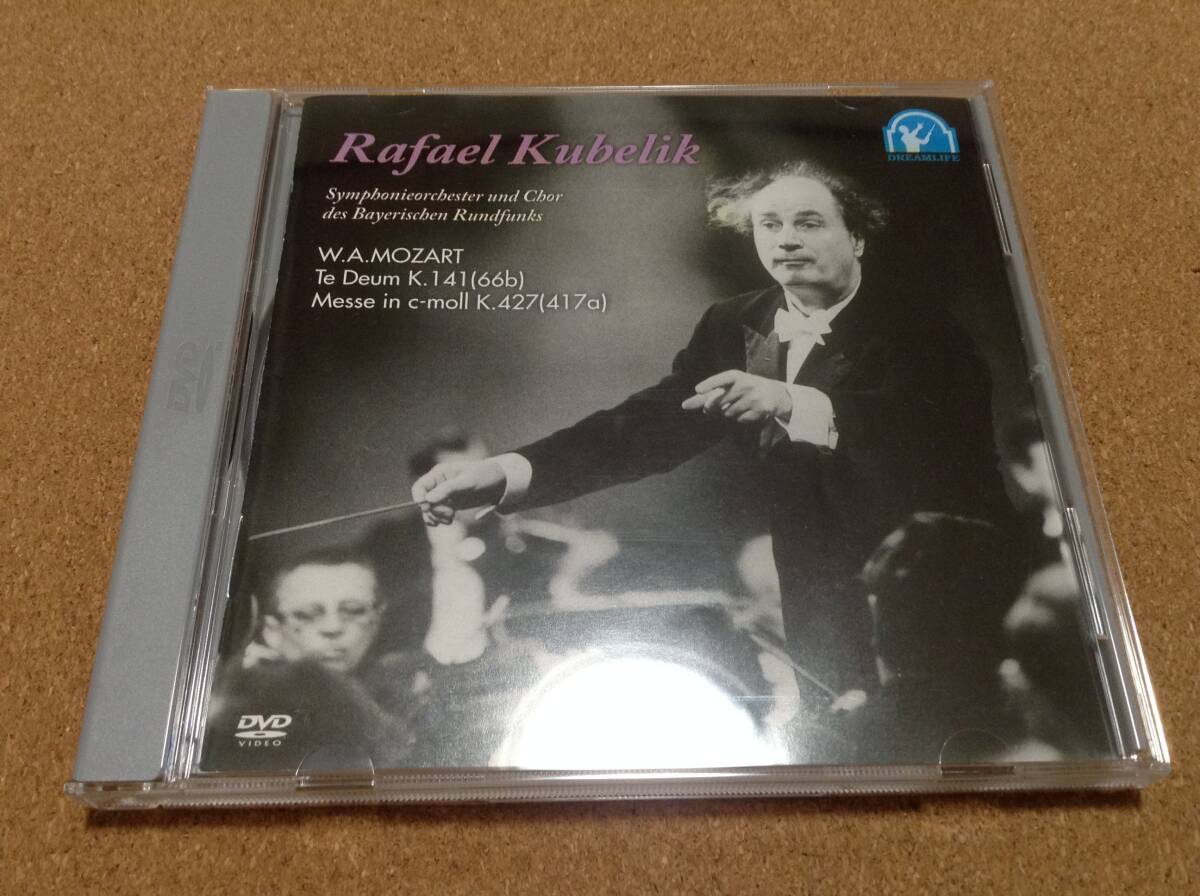 Rafael Kubelik
DREAMLIFE
Symphonieorchester und Chor
des Bayerischen Rundfunks
W.A.MOZART
Te Deum K.141(66b)
Messe in c-moll K.427(417a)
DVD
DVD
VIDEO